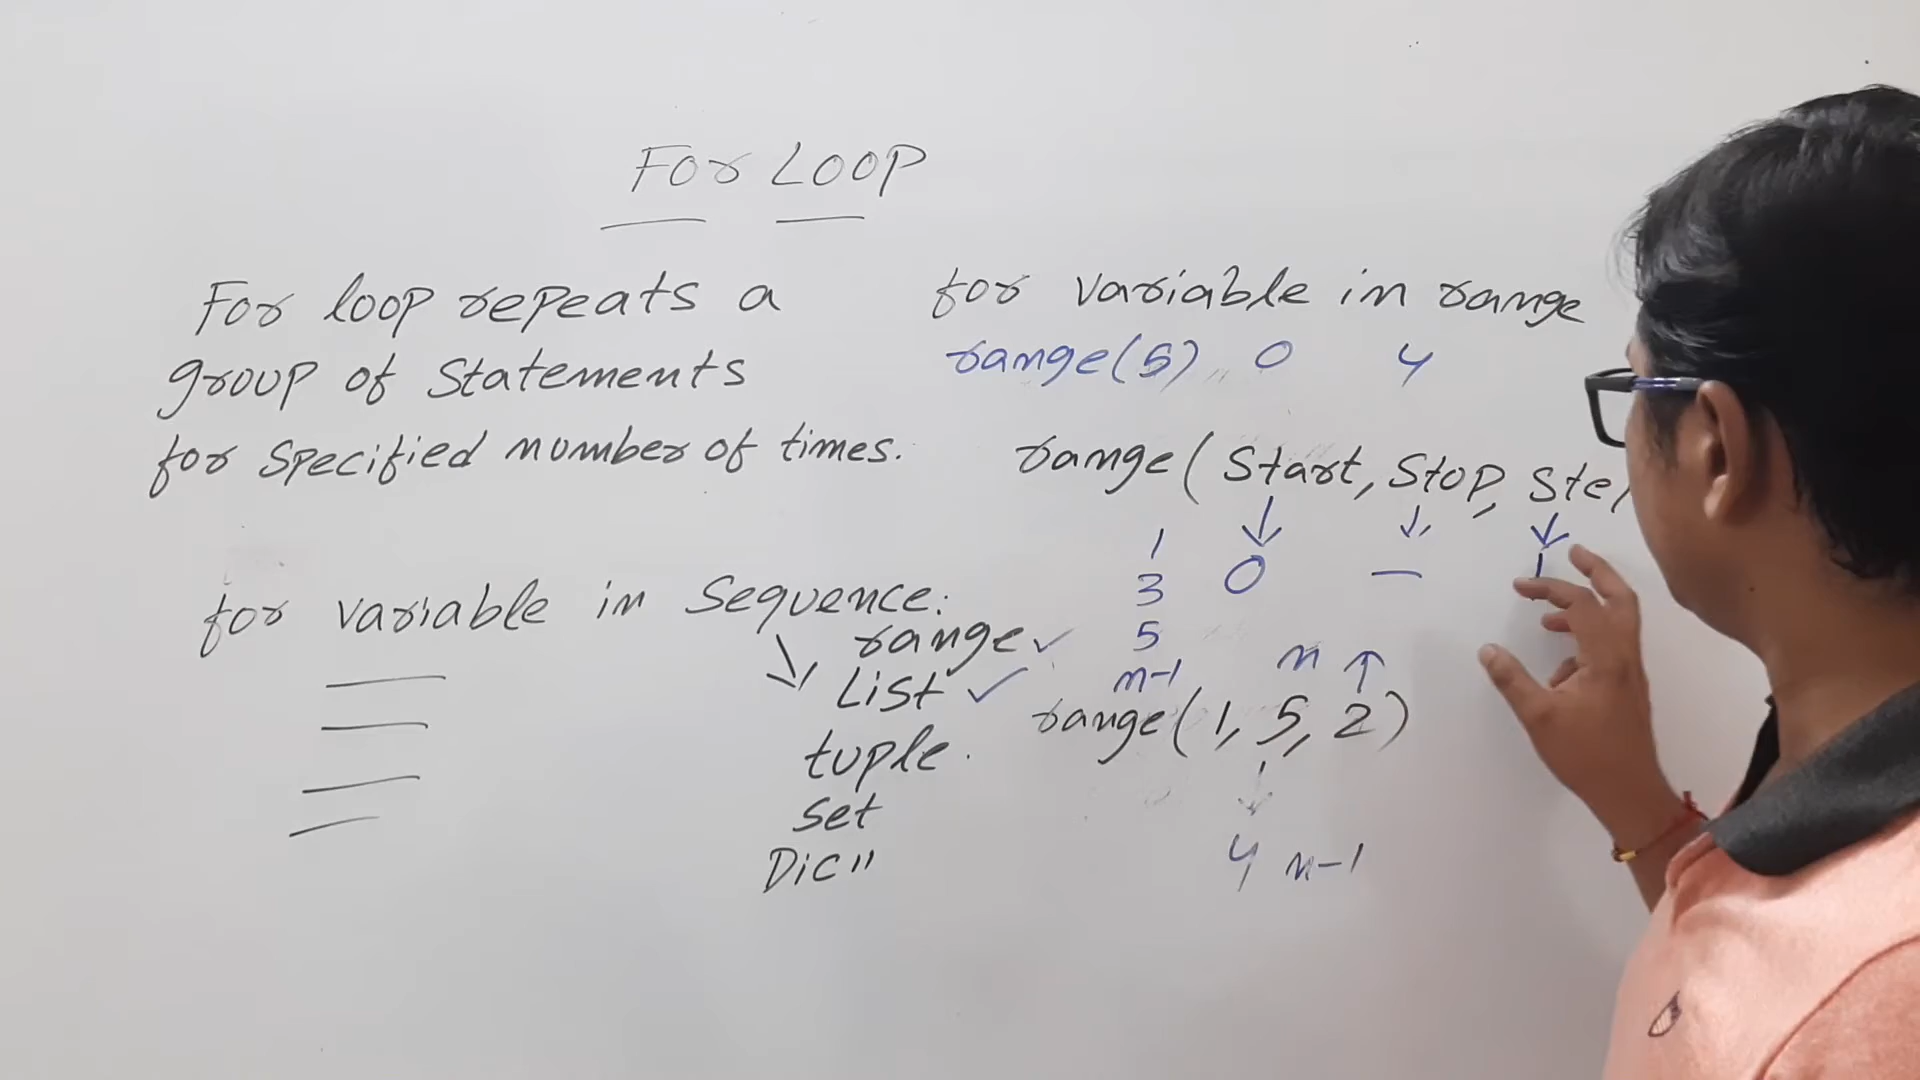 For LOOP
For loop repeats a
group of statements
for specified number of times.
for variable in sequence:
range ✓
List ✓
tuple.
set
Dic"
for variable in range
range(5) 0 4
range(Start, Stop, Ste
1
3 0 — 1
5
n-1 n
range(1, 5, 2)
4 n-1